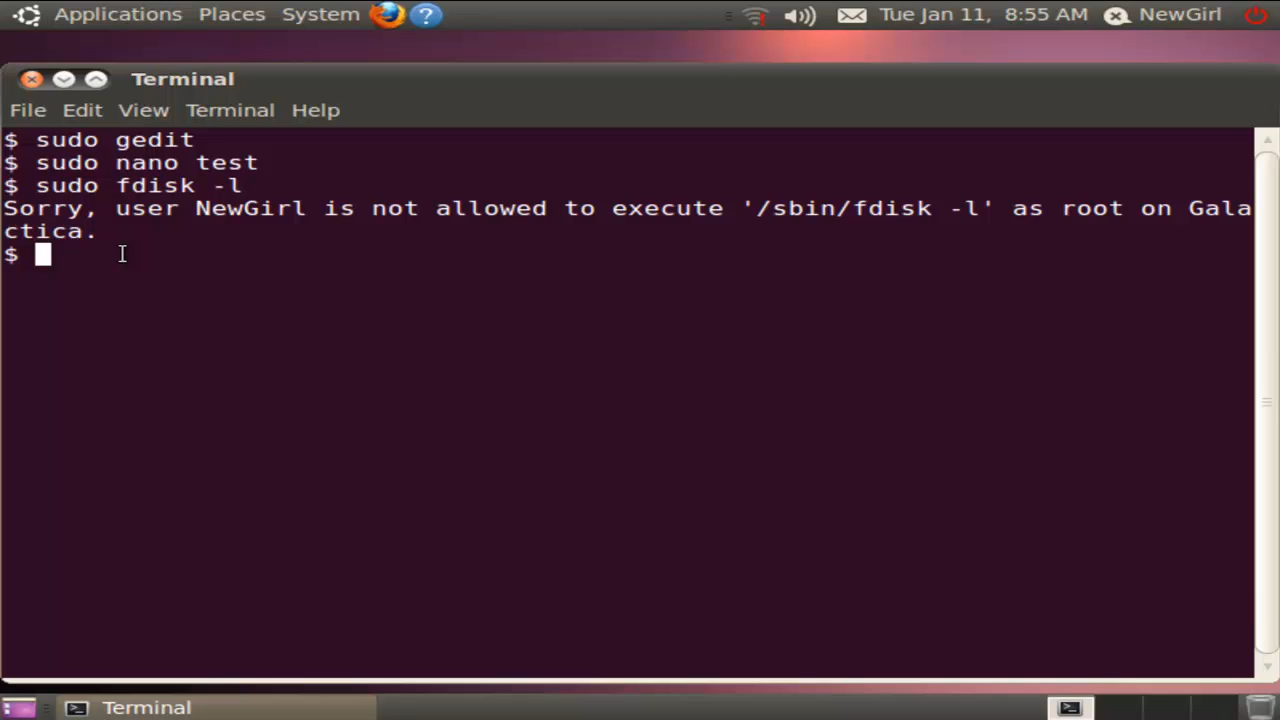 Applications Places System ? Tue Jan 11, 8:55 AM NewGirl
Terminal
File Edit View Terminal Help
$ sudo gedit
$ sudo nano test
$ sudo fdisk -l
Sorry, user NewGirl is not allowed to execute '/sbin/fdisk -l' as root on Gala
ctica.
$
Terminal